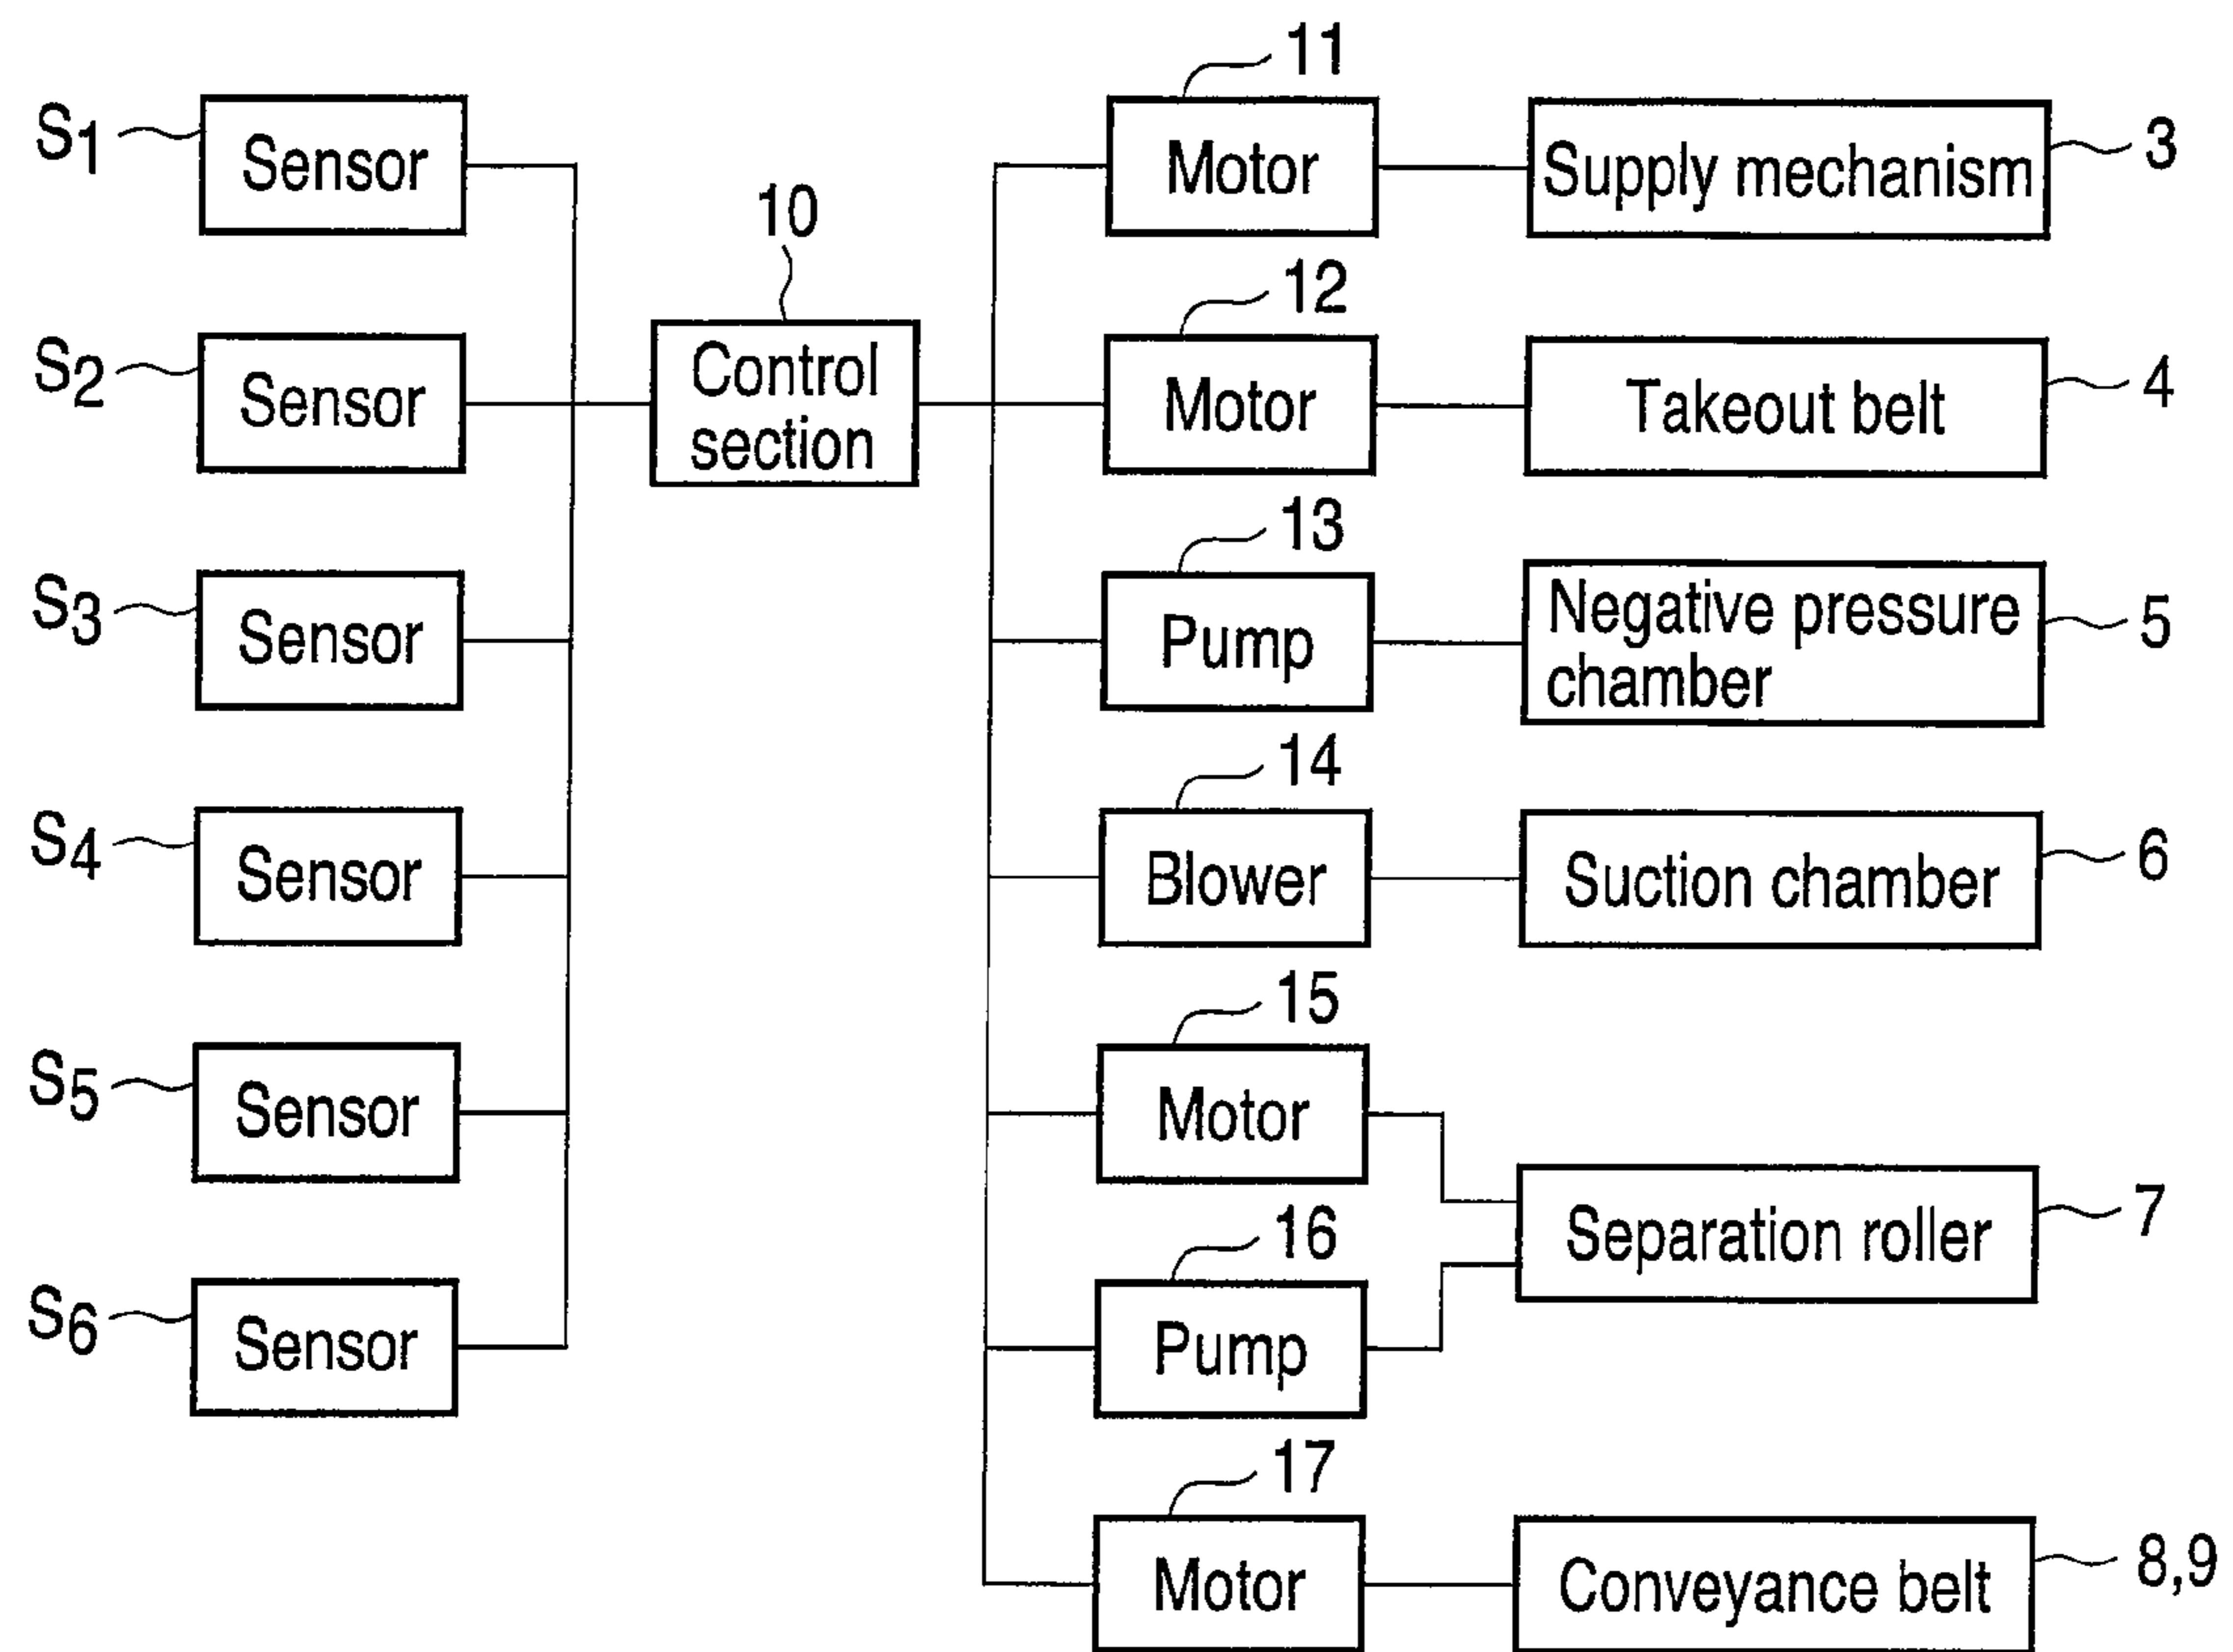 11
S1
Sensor
Motor
Supply mechanism
3
10
12
S2
Sensor
Control
section
Motor
Takeout belt
4
13
S3
Sensor
Pump
Negative pressure
chamber
5
14
S4
Sensor
Blower
Suction chamber
6
15
S5
Sensor
Motor
16
Separation roller
7
S6
Sensor
Pump
17
Motor
Conveyance belt
8,9